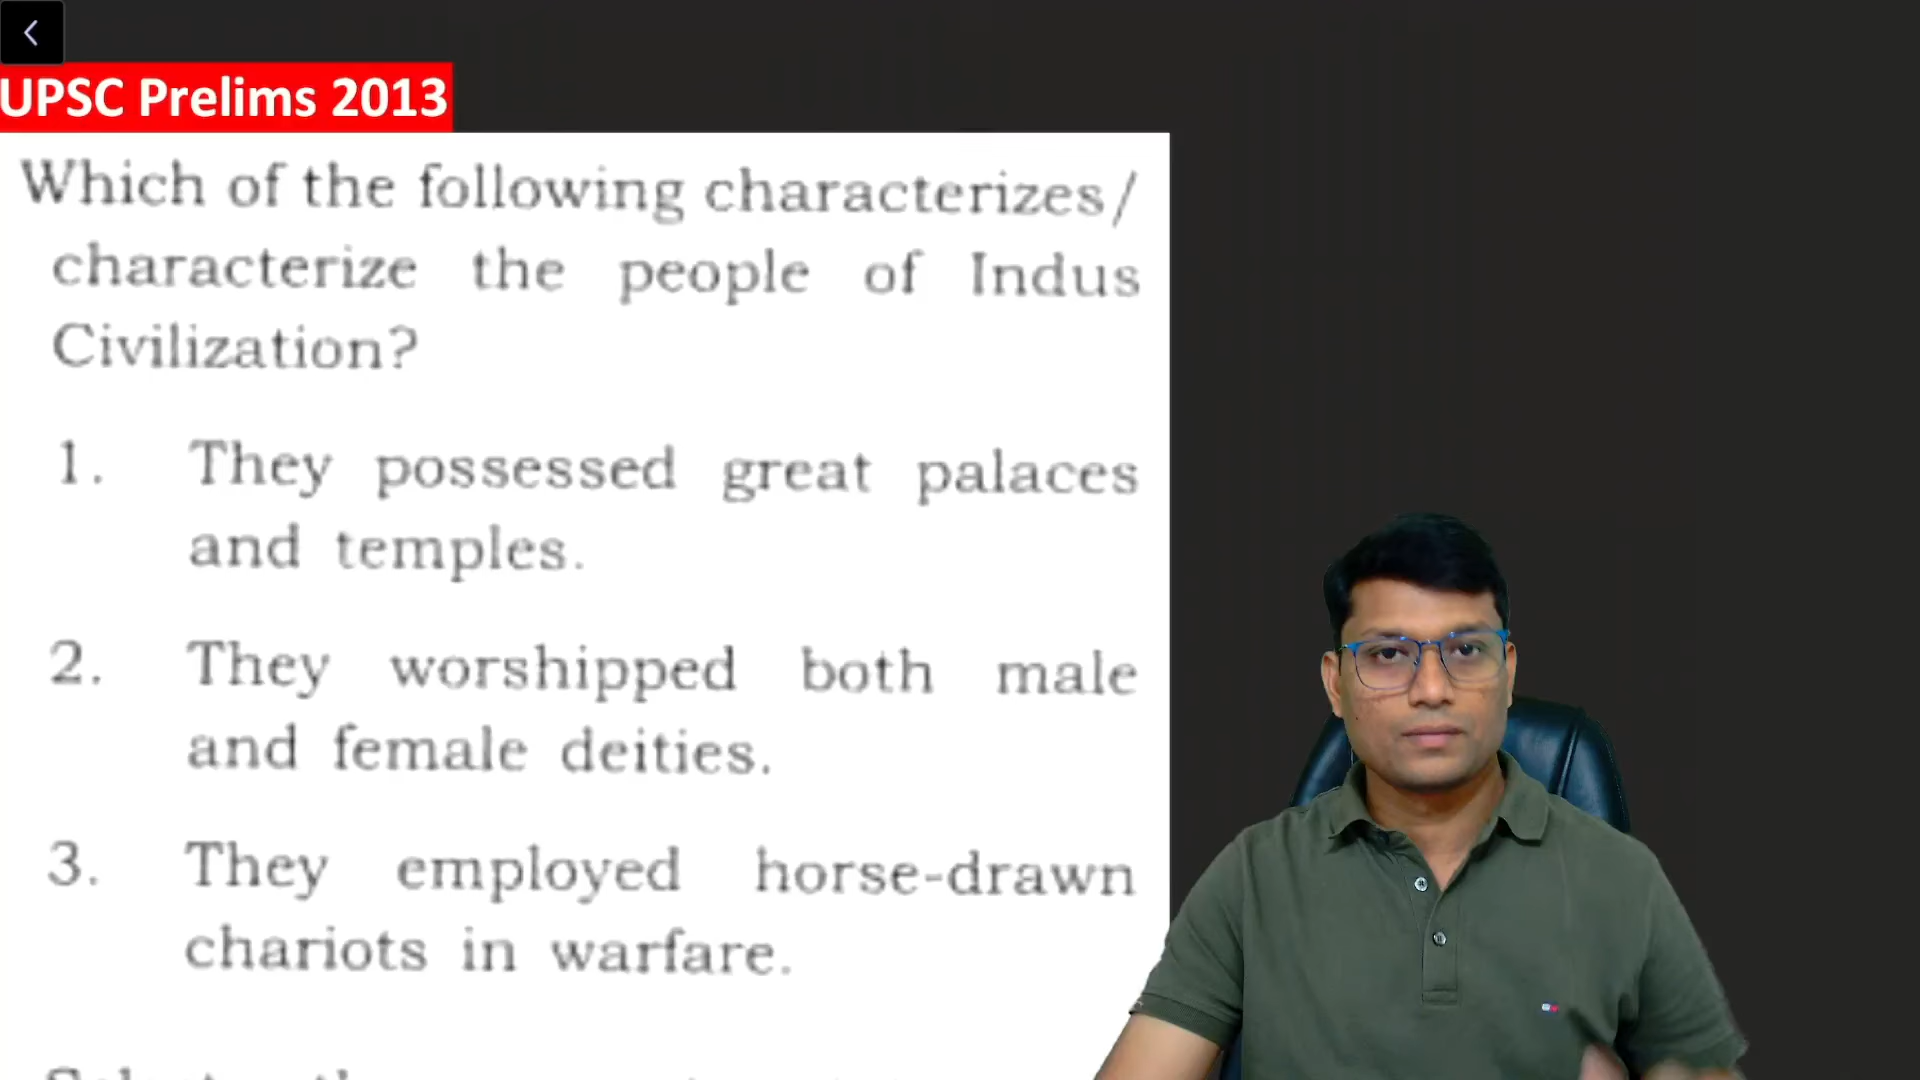 UPSC Prelims 2013
Which of the following characterizes/
characterize the people of Indus
Civilization?
1. They possessed great palaces
and temples.
2. They worshipped both male
and female deities.
3. They employed horse-drawn
chariots in warfare.